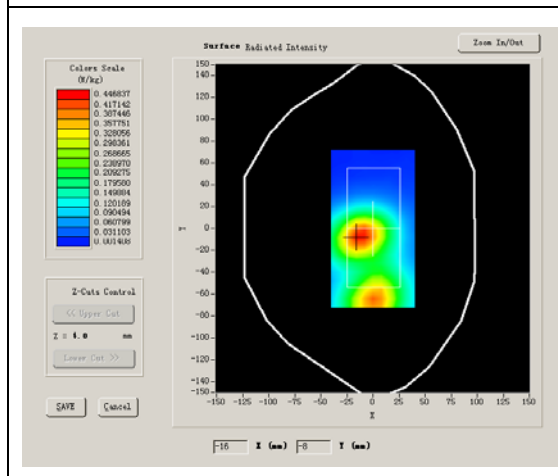 Surface Radiated Intensity
Zoom In/Out
Colors Scale
(W/kg)
0.446837
0.417142
0.387446
0.357751
0.328056
0.298361
0.268665
0.238970
0.209275
0.179580
0.149884
0.120189
0.090494
0.060799
0.031103
0.001408
150
140
120
100
80
60
40
20
0
-20
-40
-60
-80
-100
-120
-140
-150
Y
-150 -125 -100 -75 -50 -25 0 25 50 75 100 125 150
X
Z-Cuts Control
<< Upper Cut
Z = 4.0 mm
Lower Cut >>
SAVE Cancel
-16 X (mm) -8 Y (mm)